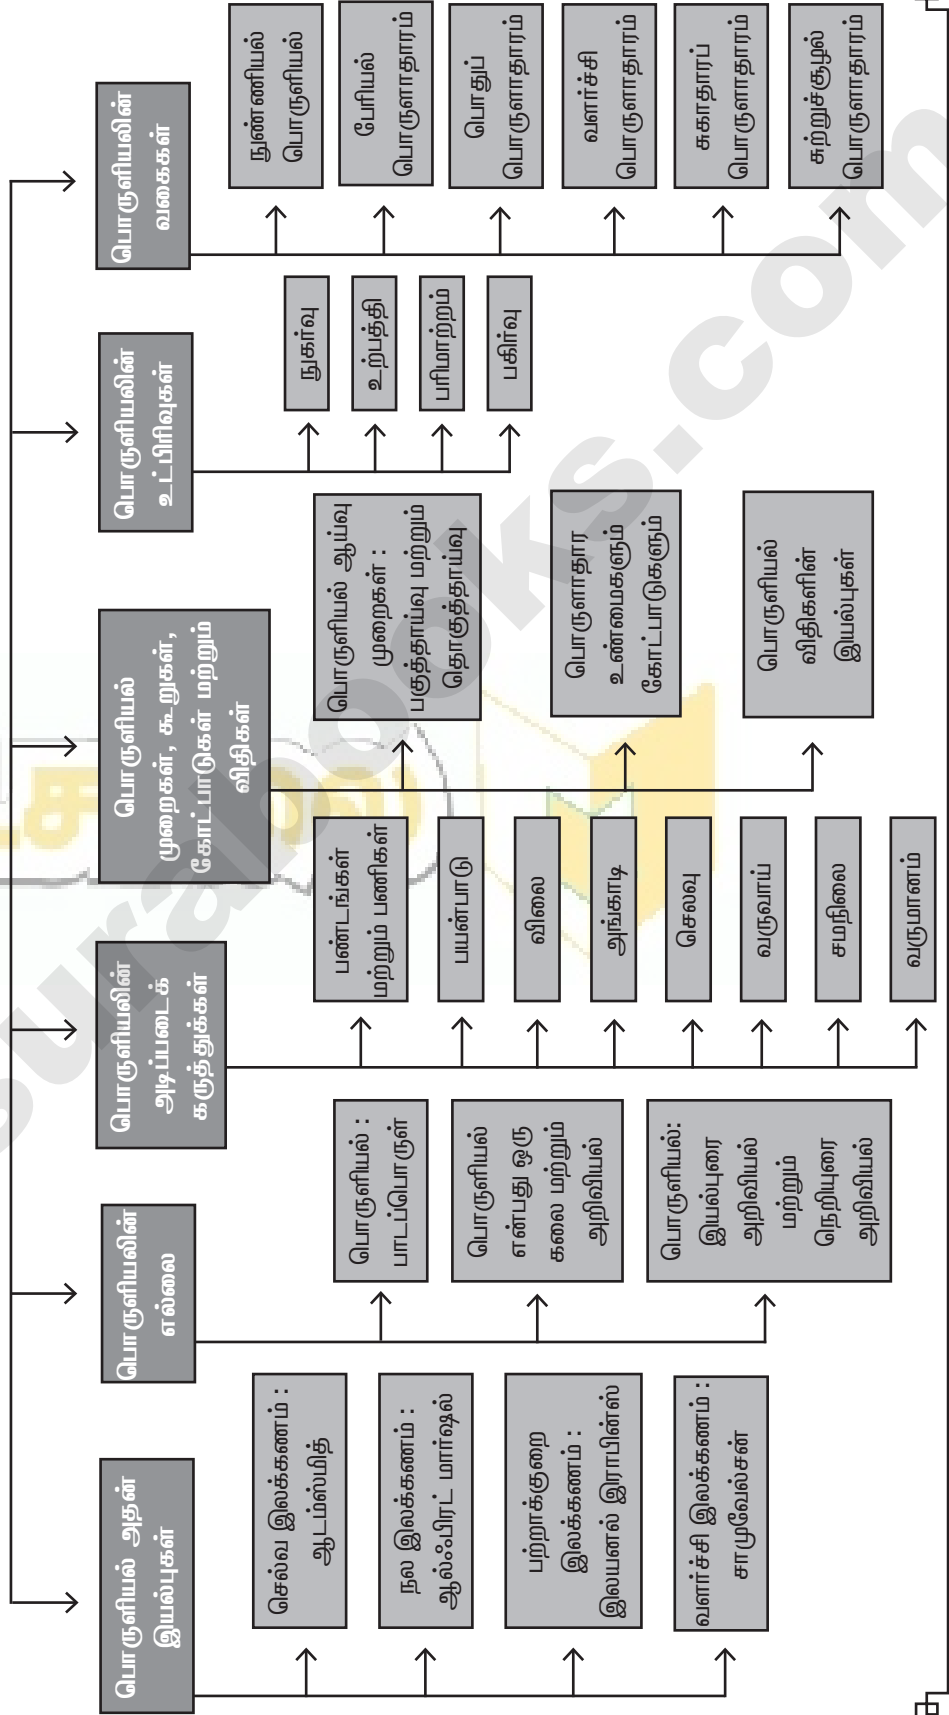 பொருளியல் அதன்
இயல்புகள்
செல்வ இலக்கணம் :
ஆடம்ஸ்மித்
நல இலக்கணம் :
ஆல்ஃபிரட் மார்ஷல்
பற்றாக்குறை
இலக்கணம் :
இலயனல் இராபின்ஸ்
வளர்ச்சி இலக்கணம் :
சாமுவேல்சன்
பொருளியலின்
எல்லை
பொருளியல் :
பாடப்பொருள்
பொருளியல்
என்பது ஒரு
கலை மற்றும்
அறிவியல்
பொருளியல்:
இயல்புரை
அறிவியல்
மற்றும்
நெறியுரை
அறிவியல்
பொருளியலின்
அடிப்படைக்
கருத்துக்கள்
பண்டங்கள்
மற்றும் பணிகள்
பயன்பாடு
விலை
அங்காடி
செலவு
வருவாய்
சமநிலை
வருமானம்
பொருளியல்
முறைகள், கூறுகள்,
கோட்பாடுகள் மற்றும்
விதிகள்
பொருளியல் ஆய்வு
முறைகள் :
பகுத்தாய்வு மற்றும்
தொகுத்தாய்வு
பொருளாதார
உண்மைகளும்
கோட்பாடுகளும்
பொருளியல்
விதிகளின்
இயல்புகள்
பொருளியலின்
உட்பிரிவுகள்
நுகர்வு
உற்பத்தி
பரிமாற்றம்
பகிர்வு
பொருளியலின்
வகைகள்
நுண்ணியல்
பொருளியல்
பேரியல்
பொருளாதாரம்
பொதுப்
பொருளாதாரம்
வளர்ச்சி
பொருளாதாரம்
சுகாதாரப்
பொருளாதாரம்
சுற்றுச்சூழல்
பொருளாதாரம்
surabooks.com